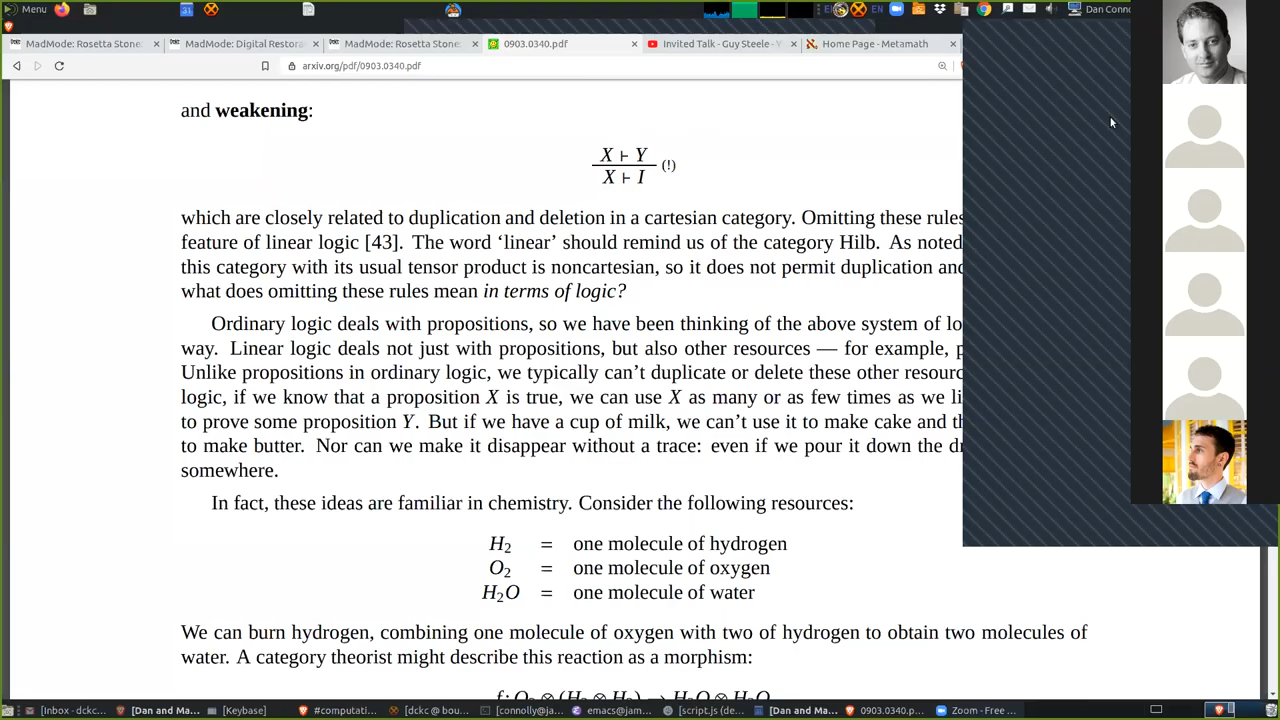 Menu
31
EN
Dan Conno
MadMode: Rosetta Stone:
MadMode: Digital Restora
MadMode: Rosetta Stone:
0903.0340.pdf
Invited Talk - Guy Steele -
Home Page - Metamath
arxiv.org/pdf/0903.0340.pdf
and weakening:
X ⊢ Y
(!)
X ⊢ I
which are closely related to duplication and deletion in a cartesian category. Omitting these rules
feature of linear logic [43]. The word ‘linear’ should remind us of the category Hilb. As noted
this category with its usual tensor product is noncartesian, so it does not permit duplication and
what does omitting these rules mean in terms of logic?
Ordinary logic deals with propositions, so we have been thinking of the above system of lo
way. Linear logic deals not just with propositions, but also other resources — for example, p
Unlike propositions in ordinary logic, we typically can’t duplicate or delete these other resourc
logic, if we know that a proposition X is true, we can use X as many or as few times as we li
to prove some proposition Y. But if we have a cup of milk, we can’t use it to make cake and th
to make butter. Nor can we make it disappear without a trace: even if we pour it down the dr
somewhere.
In fact, these ideas are familiar in chemistry. Consider the following resources:
H₂ = one molecule of hydrogen
O₂ = one molecule of oxygen
H₂O = one molecule of water
We can burn hydrogen, combining one molecule of oxygen with two of hydrogen to obtain two molecules of
water. A category theorist might describe this reaction as a morphism:
f: O₂ ⊗ (H₂ ⊗ H₂) → H₂O ⊗ H₂O
[Inbox - dckc...
[Dan and Ma...
[Keybase]
#computati...
[dckc @ bou...
[connolly@ja...
emacs@jam...
[script.js (de...
[Dan and Ma...
0903.0340.p...
Zoom - Free ...